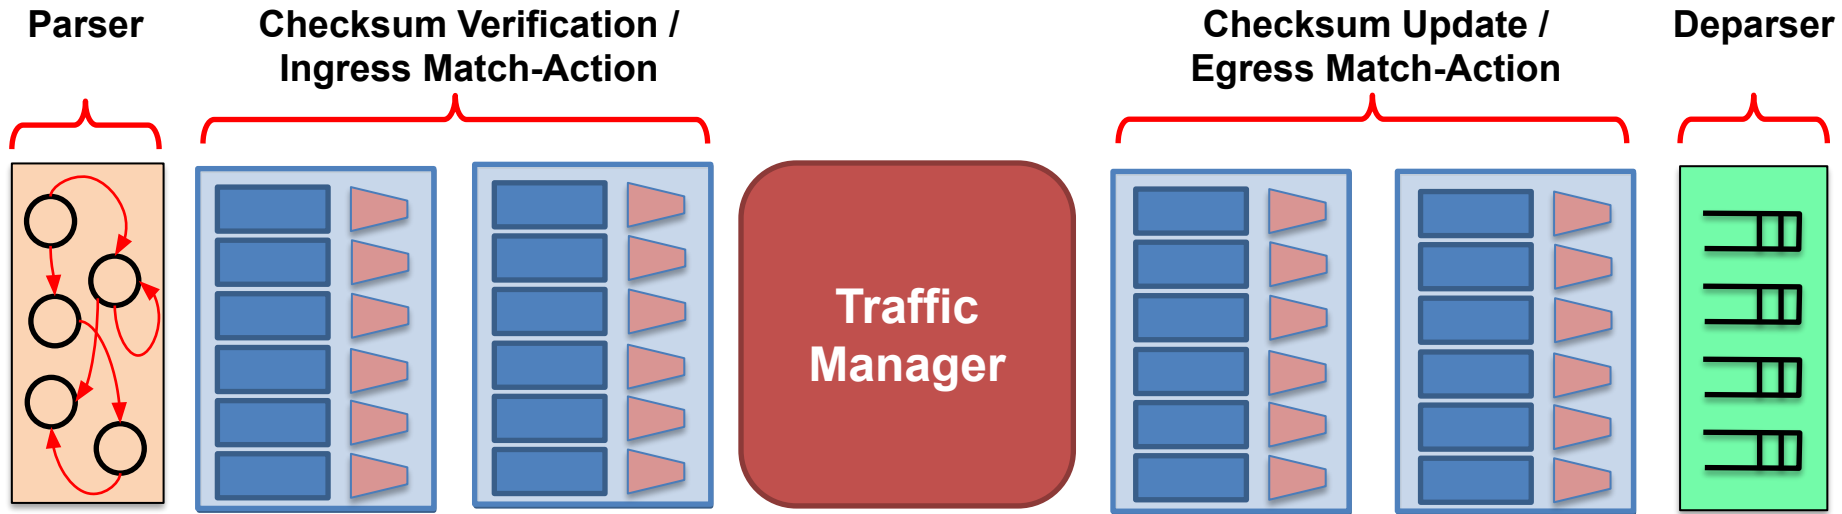 Parser
Checksum Verification /
Ingress Match-Action
Checksum Update /
Egress Match-Action
Deparser
Traffic
Manager